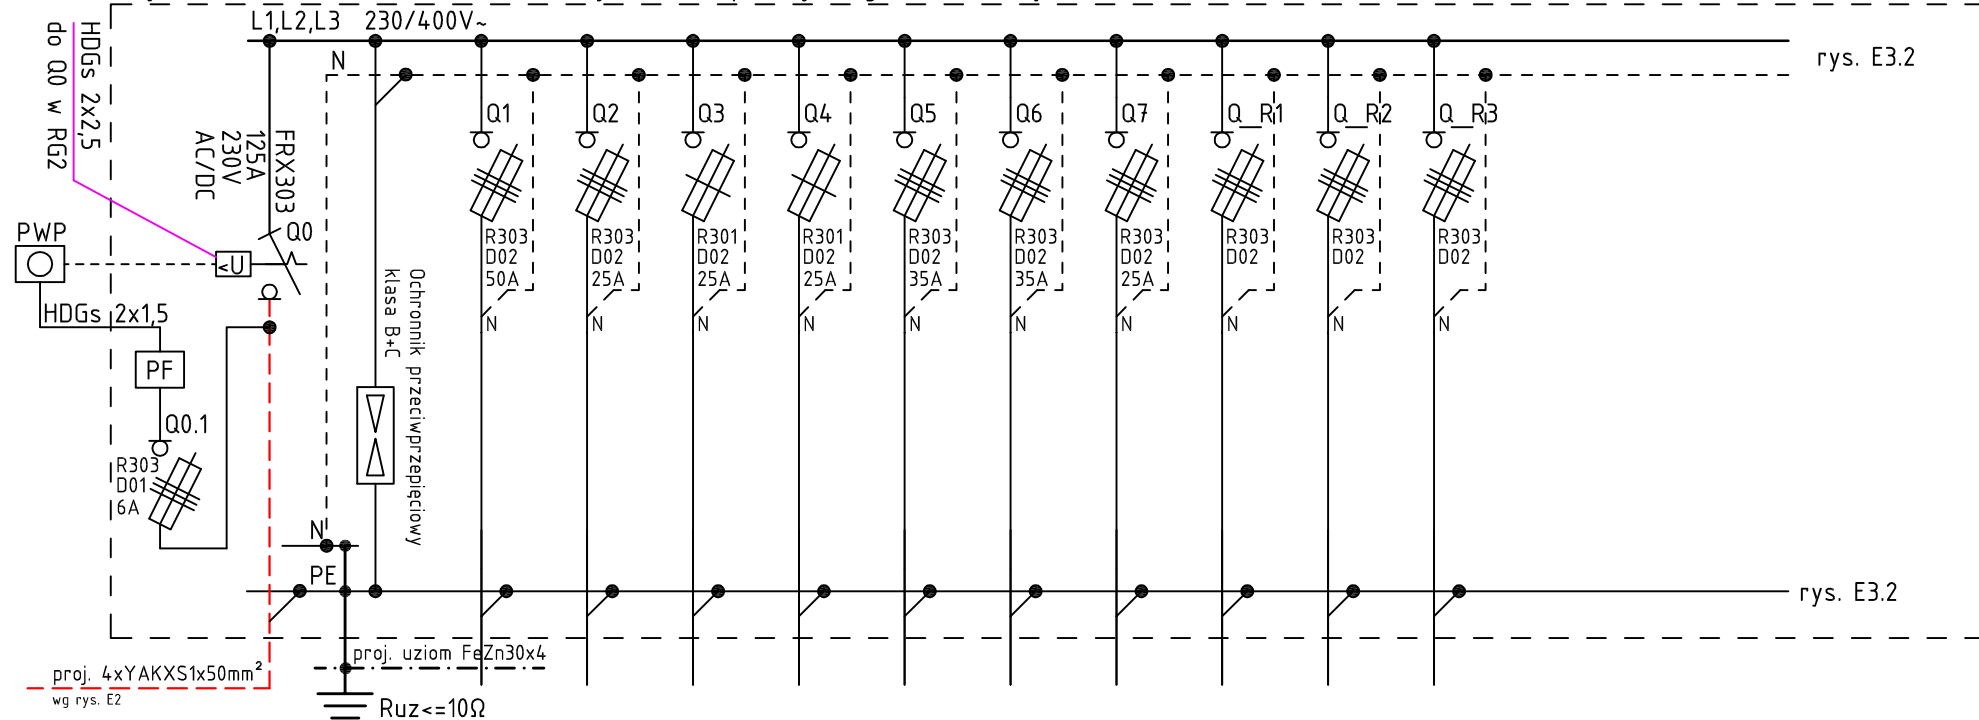 L1,L2,L3 230/400V~
rys. E3.2
N
HDGs 2x2,5
do Q0 w RG2
FRX303
125A
230V
AC/DC
Q0
PWP
<U
HDGs 2x1,5
PF
Q0.1
R303
D01
6A
Ochronnik przeciwprzepięciowy
klasa B+C
Q1
R303
D02
50A
N
Q2
R303
D02
25A
N
Q3
R301
D02
25A
N
Q4
R301
D02
25A
N
Q5
R303
D02
35A
N
Q6
R303
D02
35A
N
Q7
R303
D02
25A
N
Q_R1
R303
D02
N
Q_R2
R303
D02
N
Q_R3
R303
D02
N
N
PE
rys. E3.2
proj. uziom FeZn30x4
proj. 4xYAKXS1x50mm²
wg rys. E2
Ruz<=10Ω